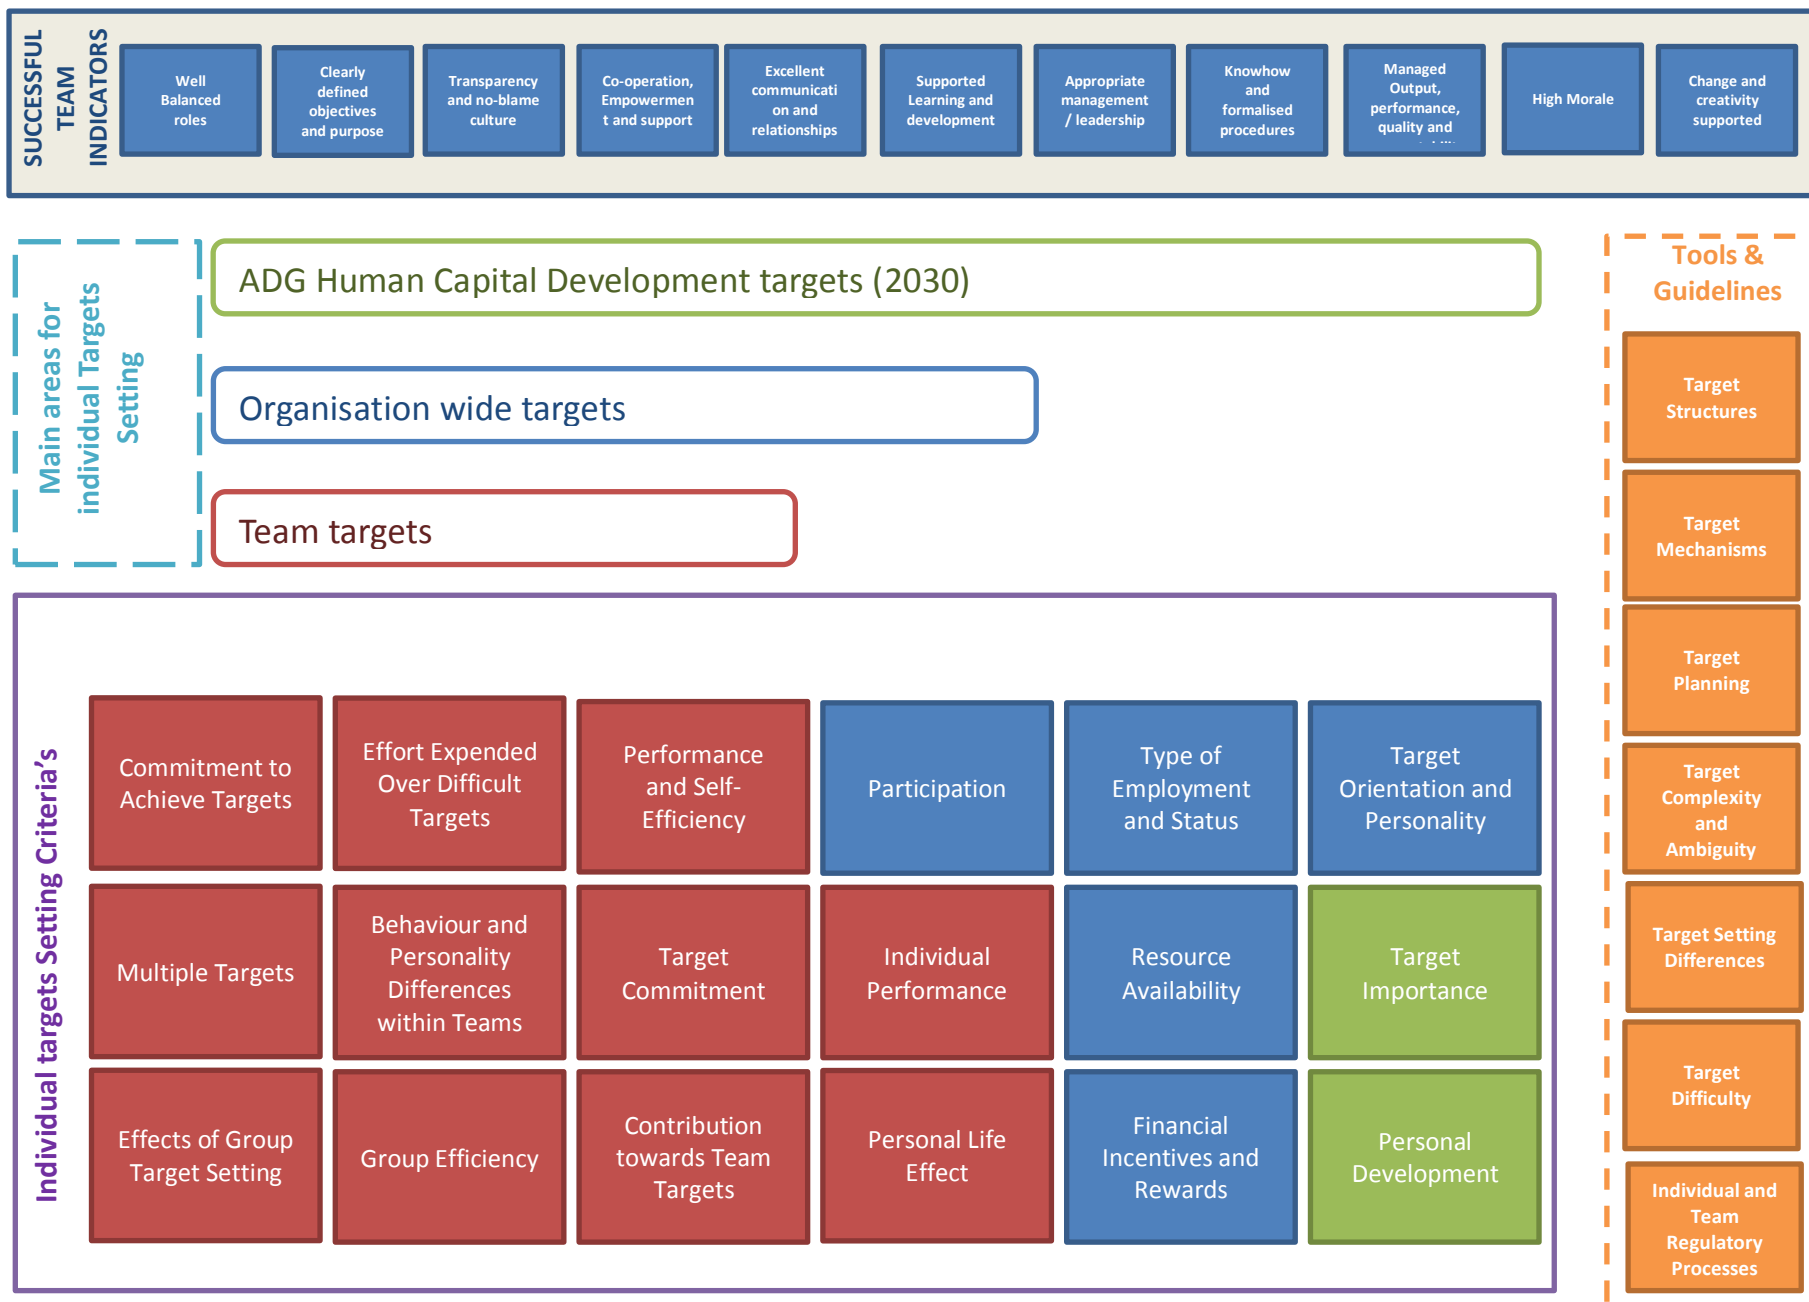 SUCCESSFUL
TEAM
INDICATORS
Well
Balanced
roles
Clearly
defined
objectives
and purpose
Transparency
and no-blame
culture
Co-operation,
Empowermen
t and support
Excellent
communicati
on and
relationships
Supported
Learning and
development
Appropriate
management
/ leadership
Knowhow
and
formalised
procedures
Managed
Output,
performance,
quality and
High Morale
Change and
creativity
supported
Main areas for
individual Targets
Setting
ADG Human Capital Development targets (2030)
Organisation wide targets
Team targets
Tools &
Guidelines
Target
Structures
Target
Mechanisms
Target
Planning
Target
Complexity
and
Ambiguity
Target Setting
Differences
Target
Difficulty
Individual and
Team
Regulatory
Processes
Individual targets Setting Criteria's
Commitment to
Achieve Targets
Effort Expended
Over Difficult
Targets
Performance
and Self-
Efficiency
Participation
Type of
Employment
and Status
Target
Orientation and
Personality
Multiple Targets
Behaviour and
Personality
Differences
within Teams
Target
Commitment
Individual
Performance
Resource
Availability
Target
Importance
Effects of Group
Target Setting
Group Efficiency
Contribution
towards Team
Targets
Personal Life
Effect
Financial
Incentives and
Rewards
Personal
Development